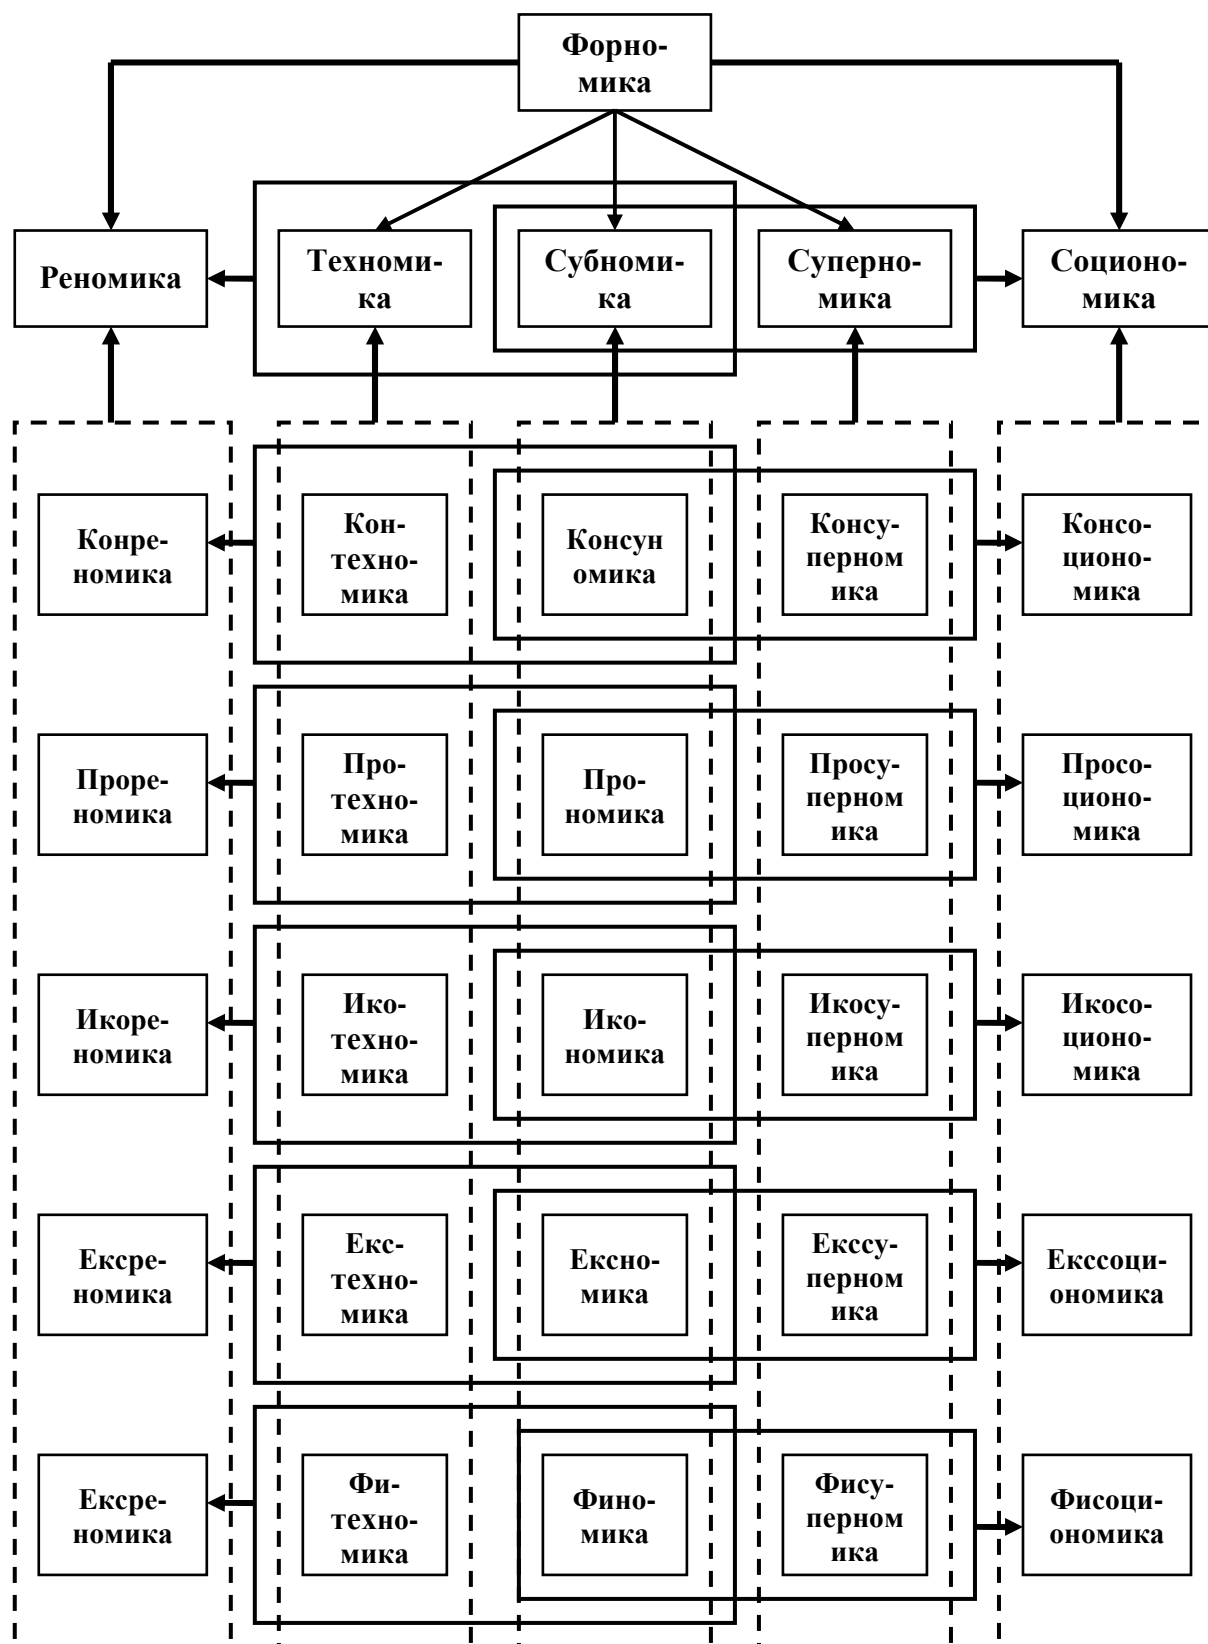 Форно-
мика
Реномика
Техноми-
ка
Субноми-
ка
Суперно-
мика
Соционо-
мика
Конре-
номика
Кон-
техно-
мика
Консун
омика
Консу-
перном
ика
Консо-
ционо-
мика
Проре-
номика
Про-
техно-
мика
Про-
номика
Просу-
перном
ика
Просо-
ционо-
мика
Икоре-
номика
Ико-
техно-
мика
Ико-
номика
Икосу-
перном
ика
Икосо-
ционо-
мика
Ексре-
номика
Екс-
техно-
мика
Ексно-
мика
Екссу-
перном
ика
Екссоци-
ономика
Ексре-
номика
Фи-
техно-
мика
Фино-
мика
Фису-
перном
ика
Фисоци-
ономика